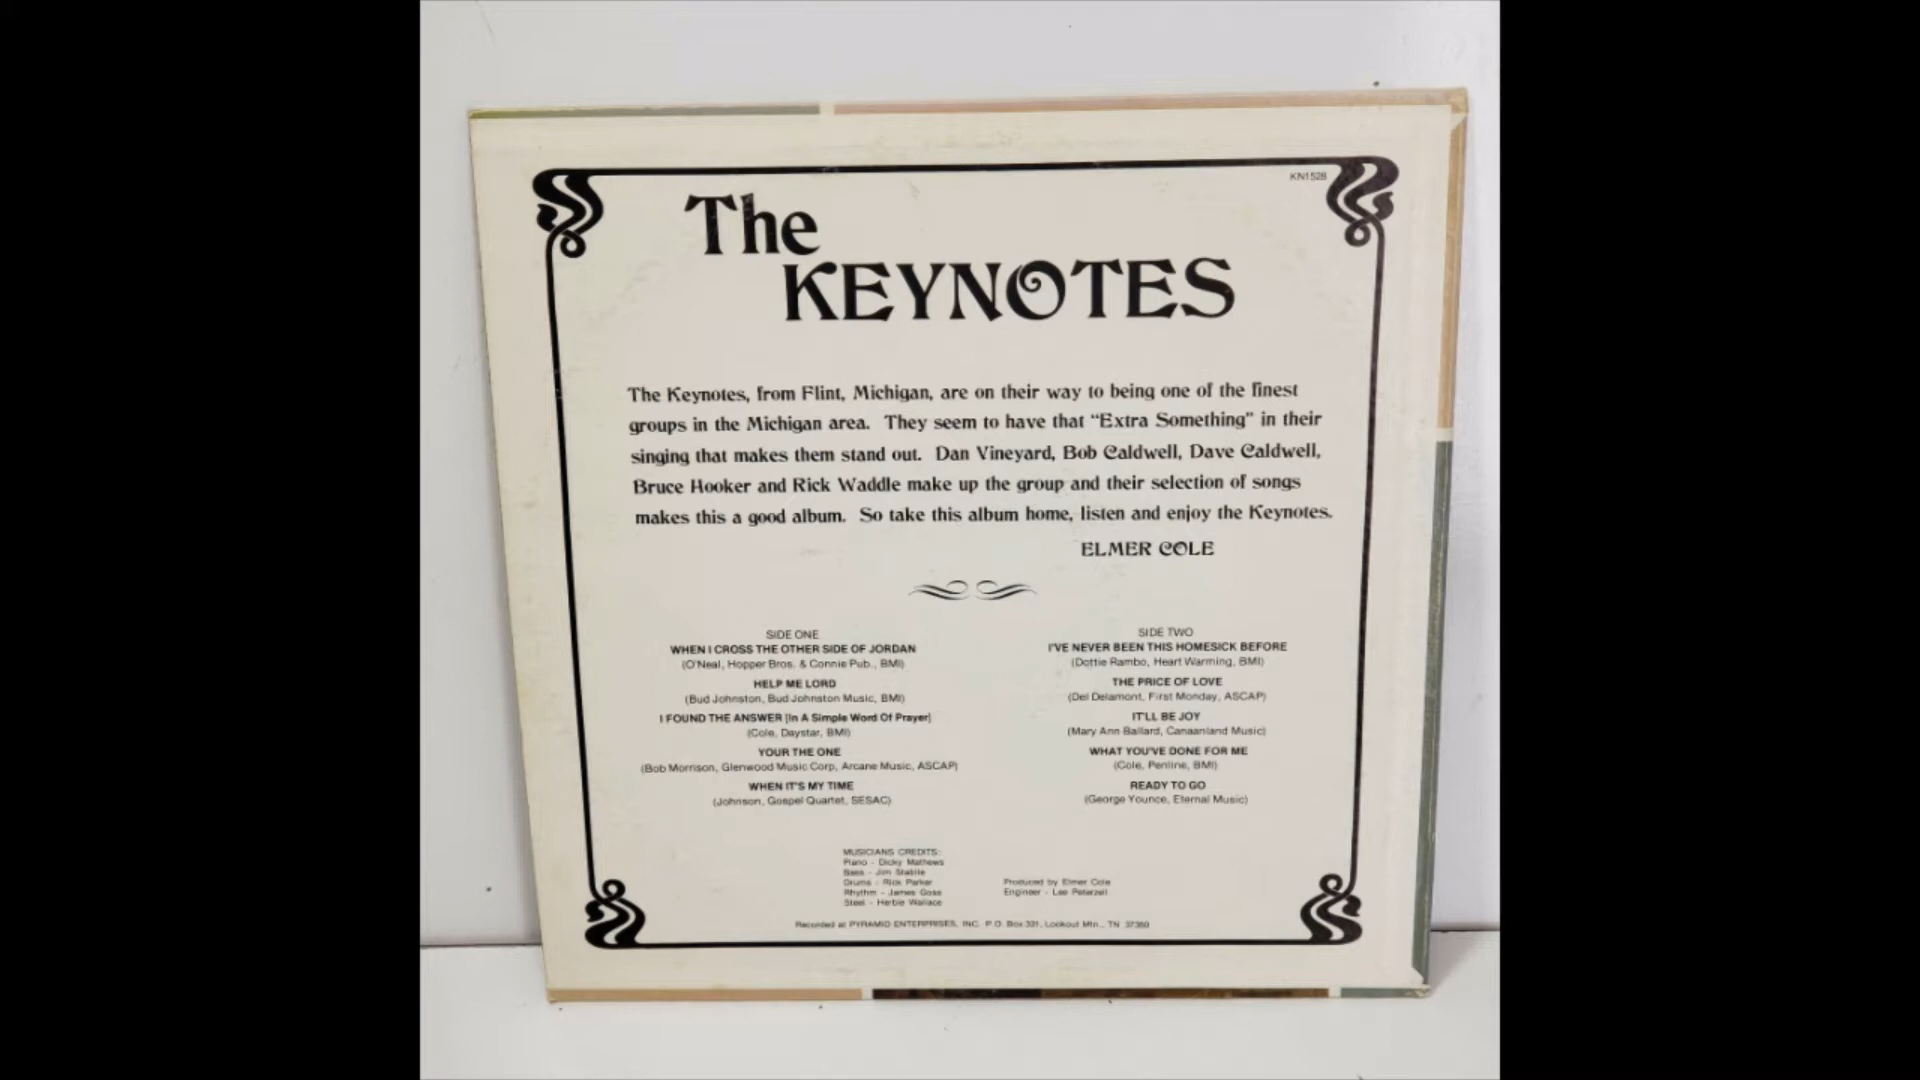 KN1528
The
KEYNOTES
The Keynotes, from Flint, Michigan, are on their way to being one of the finest
groups in the Michigan area. They seem to have that “Extra Something” in their
singing that makes them stand out. Dan Vineyard, Bob Caldwell, Dave Caldwell,
Bruce Hooker and Rick Waddle make up the group and their selection of songs
makes this a good album. So take this album home, listen and enjoy the Keynotes.
ELMER COLE
SIDE ONE
WHEN I CROSS THE OTHER SIDE OF JORDAN
(O'Neal, Hopper Bros. & Connie Pub., BMI)
HELP ME LORD
(Bud Johnston, Bud Johnston Music, BMI)
I FOUND THE ANSWER [In A Simple Word Of Prayer]
(Cole, Daystar, BMI)
YOUR THE ONE
(Bob Morrison, Glenwood Music Corp, Arcane Music, ASCAP)
WHEN IT'S MY TIME
(Johnson, Gospel Quartet, SESAC)
SIDE TWO
I'VE NEVER BEEN THIS HOMESICK BEFORE
(Dottie Rambo, Heart Warming, BMI)
THE PRICE OF LOVE
(Del Delamont, First Monday, ASCAP)
IT'LL BE JOY
(Mary Ann Ballard, Canaanland Music)
WHAT YOU'VE DONE FOR ME
(Cole, Penline, BMI)
READY TO GO
(George Younce, Eternal Music)
MUSICIANS CREDITS:
Piano - Dicky Mathews
Bass - Jim Stabile
Drums - Rick Parker
Rhythm - James Goss
Steel - Herbie Wallace
Produced by Elmer Cole
Engineer - Lee Peterzell
Recorded at PYRAMID ENTERPRISES, INC. P.O. Box 331, Lookout Mtn., TN 37350